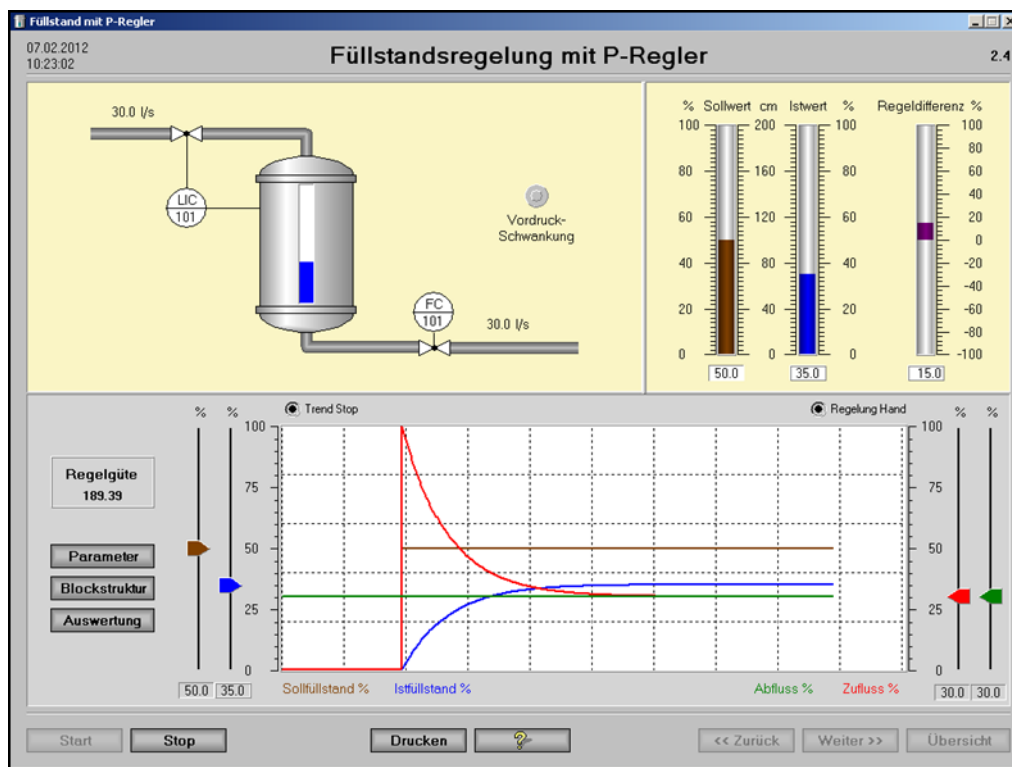 Füllstand mit P-Regler
07.02.2012
10:23:02
Füllstandsregelung mit P-Regler
2.4
30.0 l/s
LIC
101
Vordruck-
Schwankung
FC
101
30.0 l/s
% Sollwert cm Istwert % Regeldifferenz %
100 200 100 100
80
80 160 80 60
40
60 120 60 20
0
40 80 40 -20
-40
20 40 20 -60
-80
0 0 0 -100
50.0 35.0 15.0
% % Trend Stop Regelung Hand % %
100 100
Regelgüte
189.39
75 75
50 50
Parameter
Blockstruktur
25 25
Auswertung
0 0
50.0 35.0 Sollfüllstand % Istfüllstand % Abfluss % Zufluss % 30.0 30.0
Start Stop Drucken ? << Zurück Weiter >> Übersicht